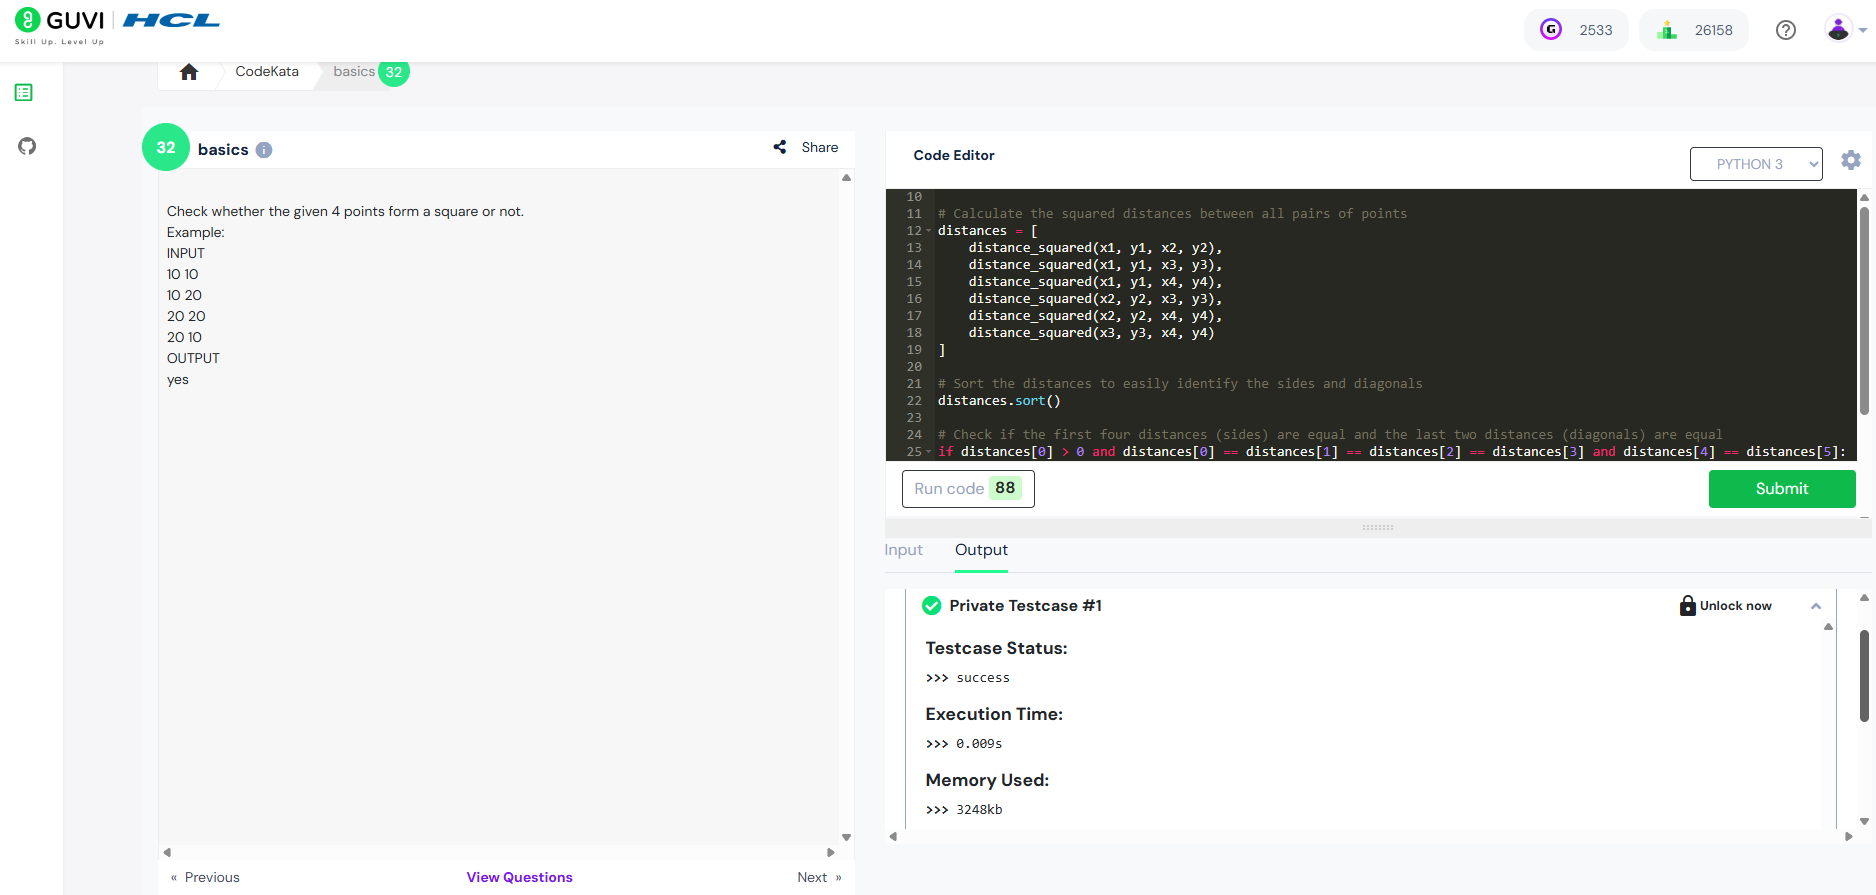 GUVI | HCL
Skill Up. Level Up
G 2533
26158
CodeKata
basics 32
32 basics
Share
Check whether the given 4 points form a square or not.
Example:
INPUT
10 10
10 20
20 20
20 10
OUTPUT
yes
« Previous
View Questions
Next »
Code Editor
PYTHON 3
10
11 # Calculate the squared distances between all pairs of points
12 distances = [
13     distance_squared(x1, y1, x2, y2),
14     distance_squared(x1, y1, x3, y3),
15     distance_squared(x1, y1, x4, y4),
16     distance_squared(x2, y2, x3, y3),
17     distance_squared(x2, y2, x4, y4),
18     distance_squared(x3, y3, x4, y4)
19 ]
20
21 # Sort the distances to easily identify the sides and diagonals
22 distances.sort()
23
24 # Check if the first four distances (sides) are equal and the last two distances (diagonals) are equal
25 if distances[0] > 0 and distances[0] == distances[1] == distances[2] == distances[3] and distances[4] == distances[5]:
Run code 88
Submit
Input
Output
Private Testcase #1
Unlock now
Testcase Status:
>>> success
Execution Time:
>>> 0.009s
Memory Used:
>>> 3248kb